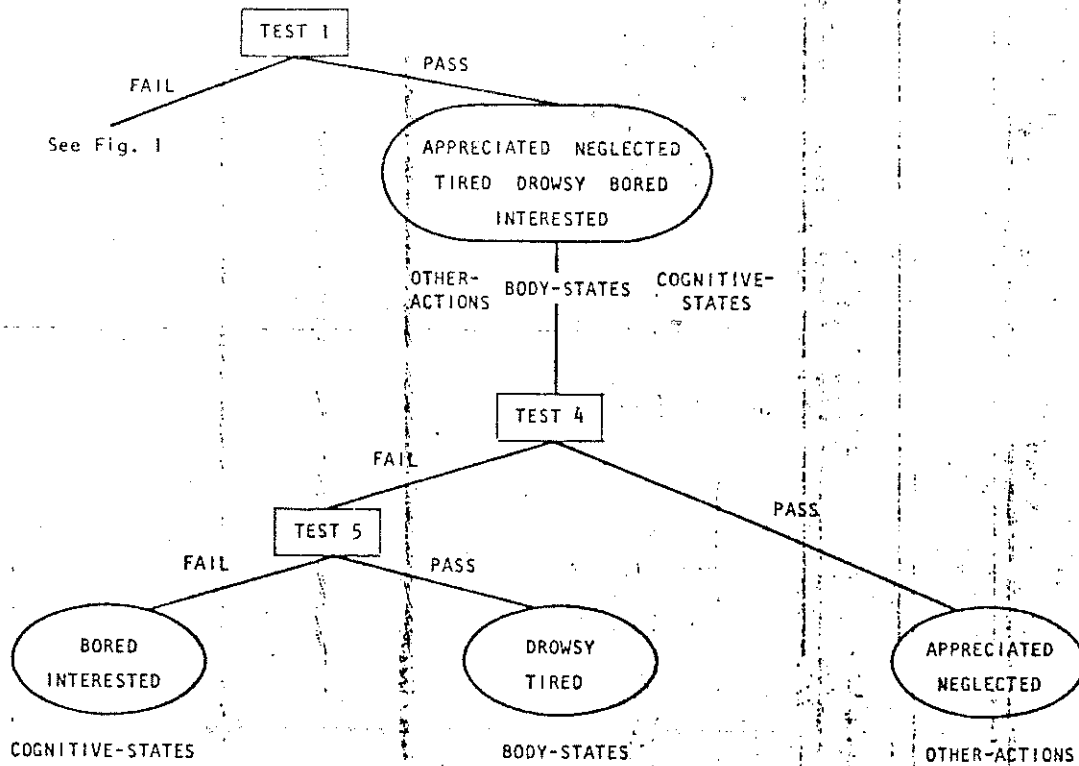 TEST 1
FAIL
PASS
See Fig. 1
APPRECIATED NEGLECTED
TIRED DROWSY BORED
INTERESTED
OTHER-
ACTIONS
BODY-STATES
COGNITIVE-
STATES
TEST 4
FAIL
PASS
TEST 5
FAIL
PASS
BORED
INTERESTED
DROWSY
TIRED
APPRECIATED
NEGLECTED
COGNITIVE-STATES
BODY-STATES
OTHER-ACTIONS